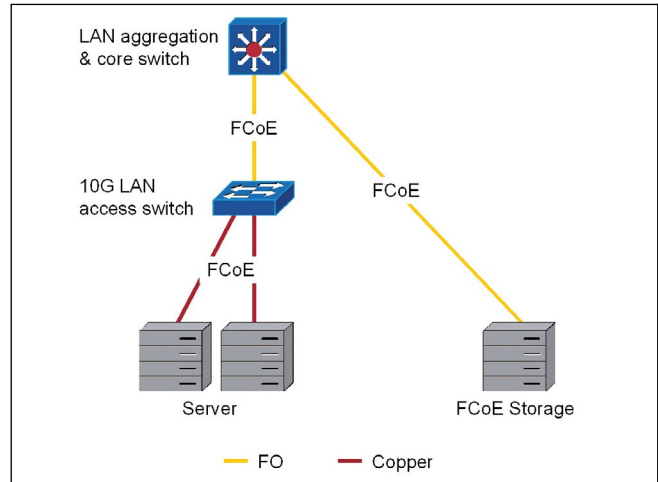 LAN aggregation
& core switch
FCoE
10G LAN
access switch
FCoE
FCoE
Server
FCoE Storage
FO
Copper